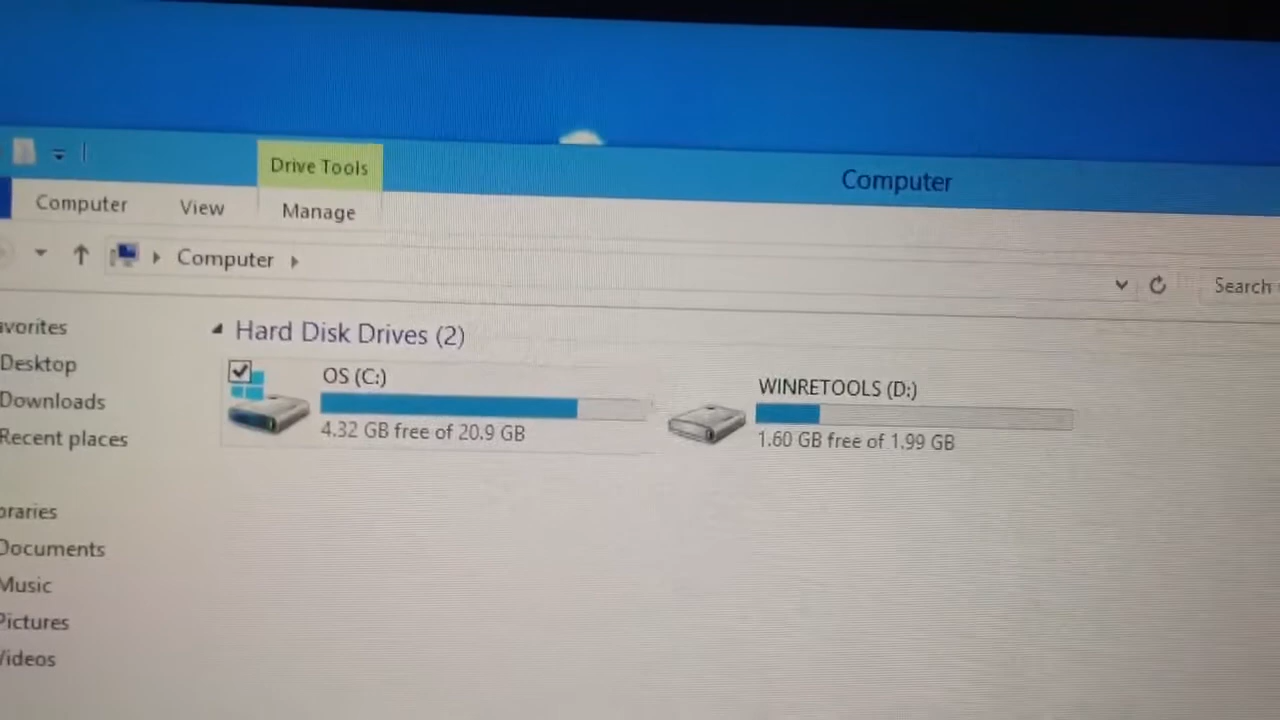 Drive Tools
Computer
Computer View Manage
Computer
Search
avorites
Desktop
Downloads
Recent places
braries
Documents
Music
Pictures
Videos
Hard Disk Drives (2)
OS (C:)
4.32 GB free of 20.9 GB
WINRETOOLS (D:)
1.60 GB free of 1.99 GB